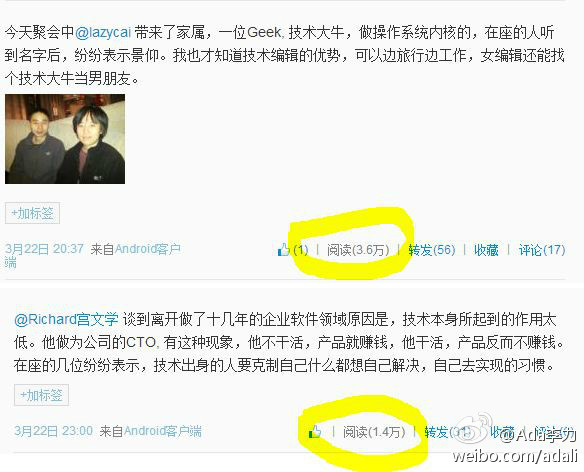 今天聚会中@lazycai 带来了家属，一位Geek, 技术大牛，做操作系统内核的，在座的人听
到名字后，纷纷表示景仰。我也才知道技术编辑的优势，可以边旅行边工作，女编辑还能找
个技术大牛当男朋友。
+加标签
3月22日 20:37 来自Android客户端 (1) | 阅读(3.6万) | 转发(56) | 收藏 | 评论(17)
@Richard宫文学 谈到离开做了十几年的企业软件领域原因是，技术本身所起到的作用太
低。他做为公司的CTO, 有这种现象，他不干活，产品就赚钱，他干活，产品反而不赚钱。
在座的几位纷纷表示，技术出身的人要克制自己什么都想自己解决，自己去实现的习惯。
+加标签
3月22日 23:00 来自Android客户端 | 阅读(1.4万) | 转发
@Ada李力
weibo.com/adali